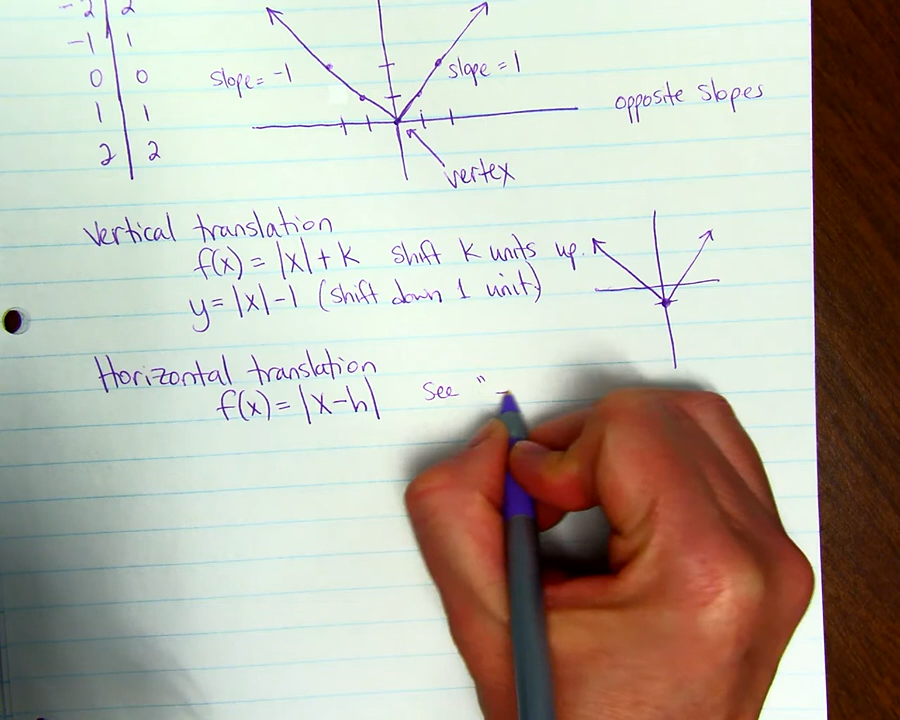 -2 | 2
-1 | 1
0 | 0
1 | 1
2 | 2
slope = -1
slope = 1
opposite slopes
vertex
Vertical translation
f(x) = |x| + k shift k units up.
y = |x| - 1 (shift down 1 unit)
Horizontal translation
f(x) = |x-h| See " -